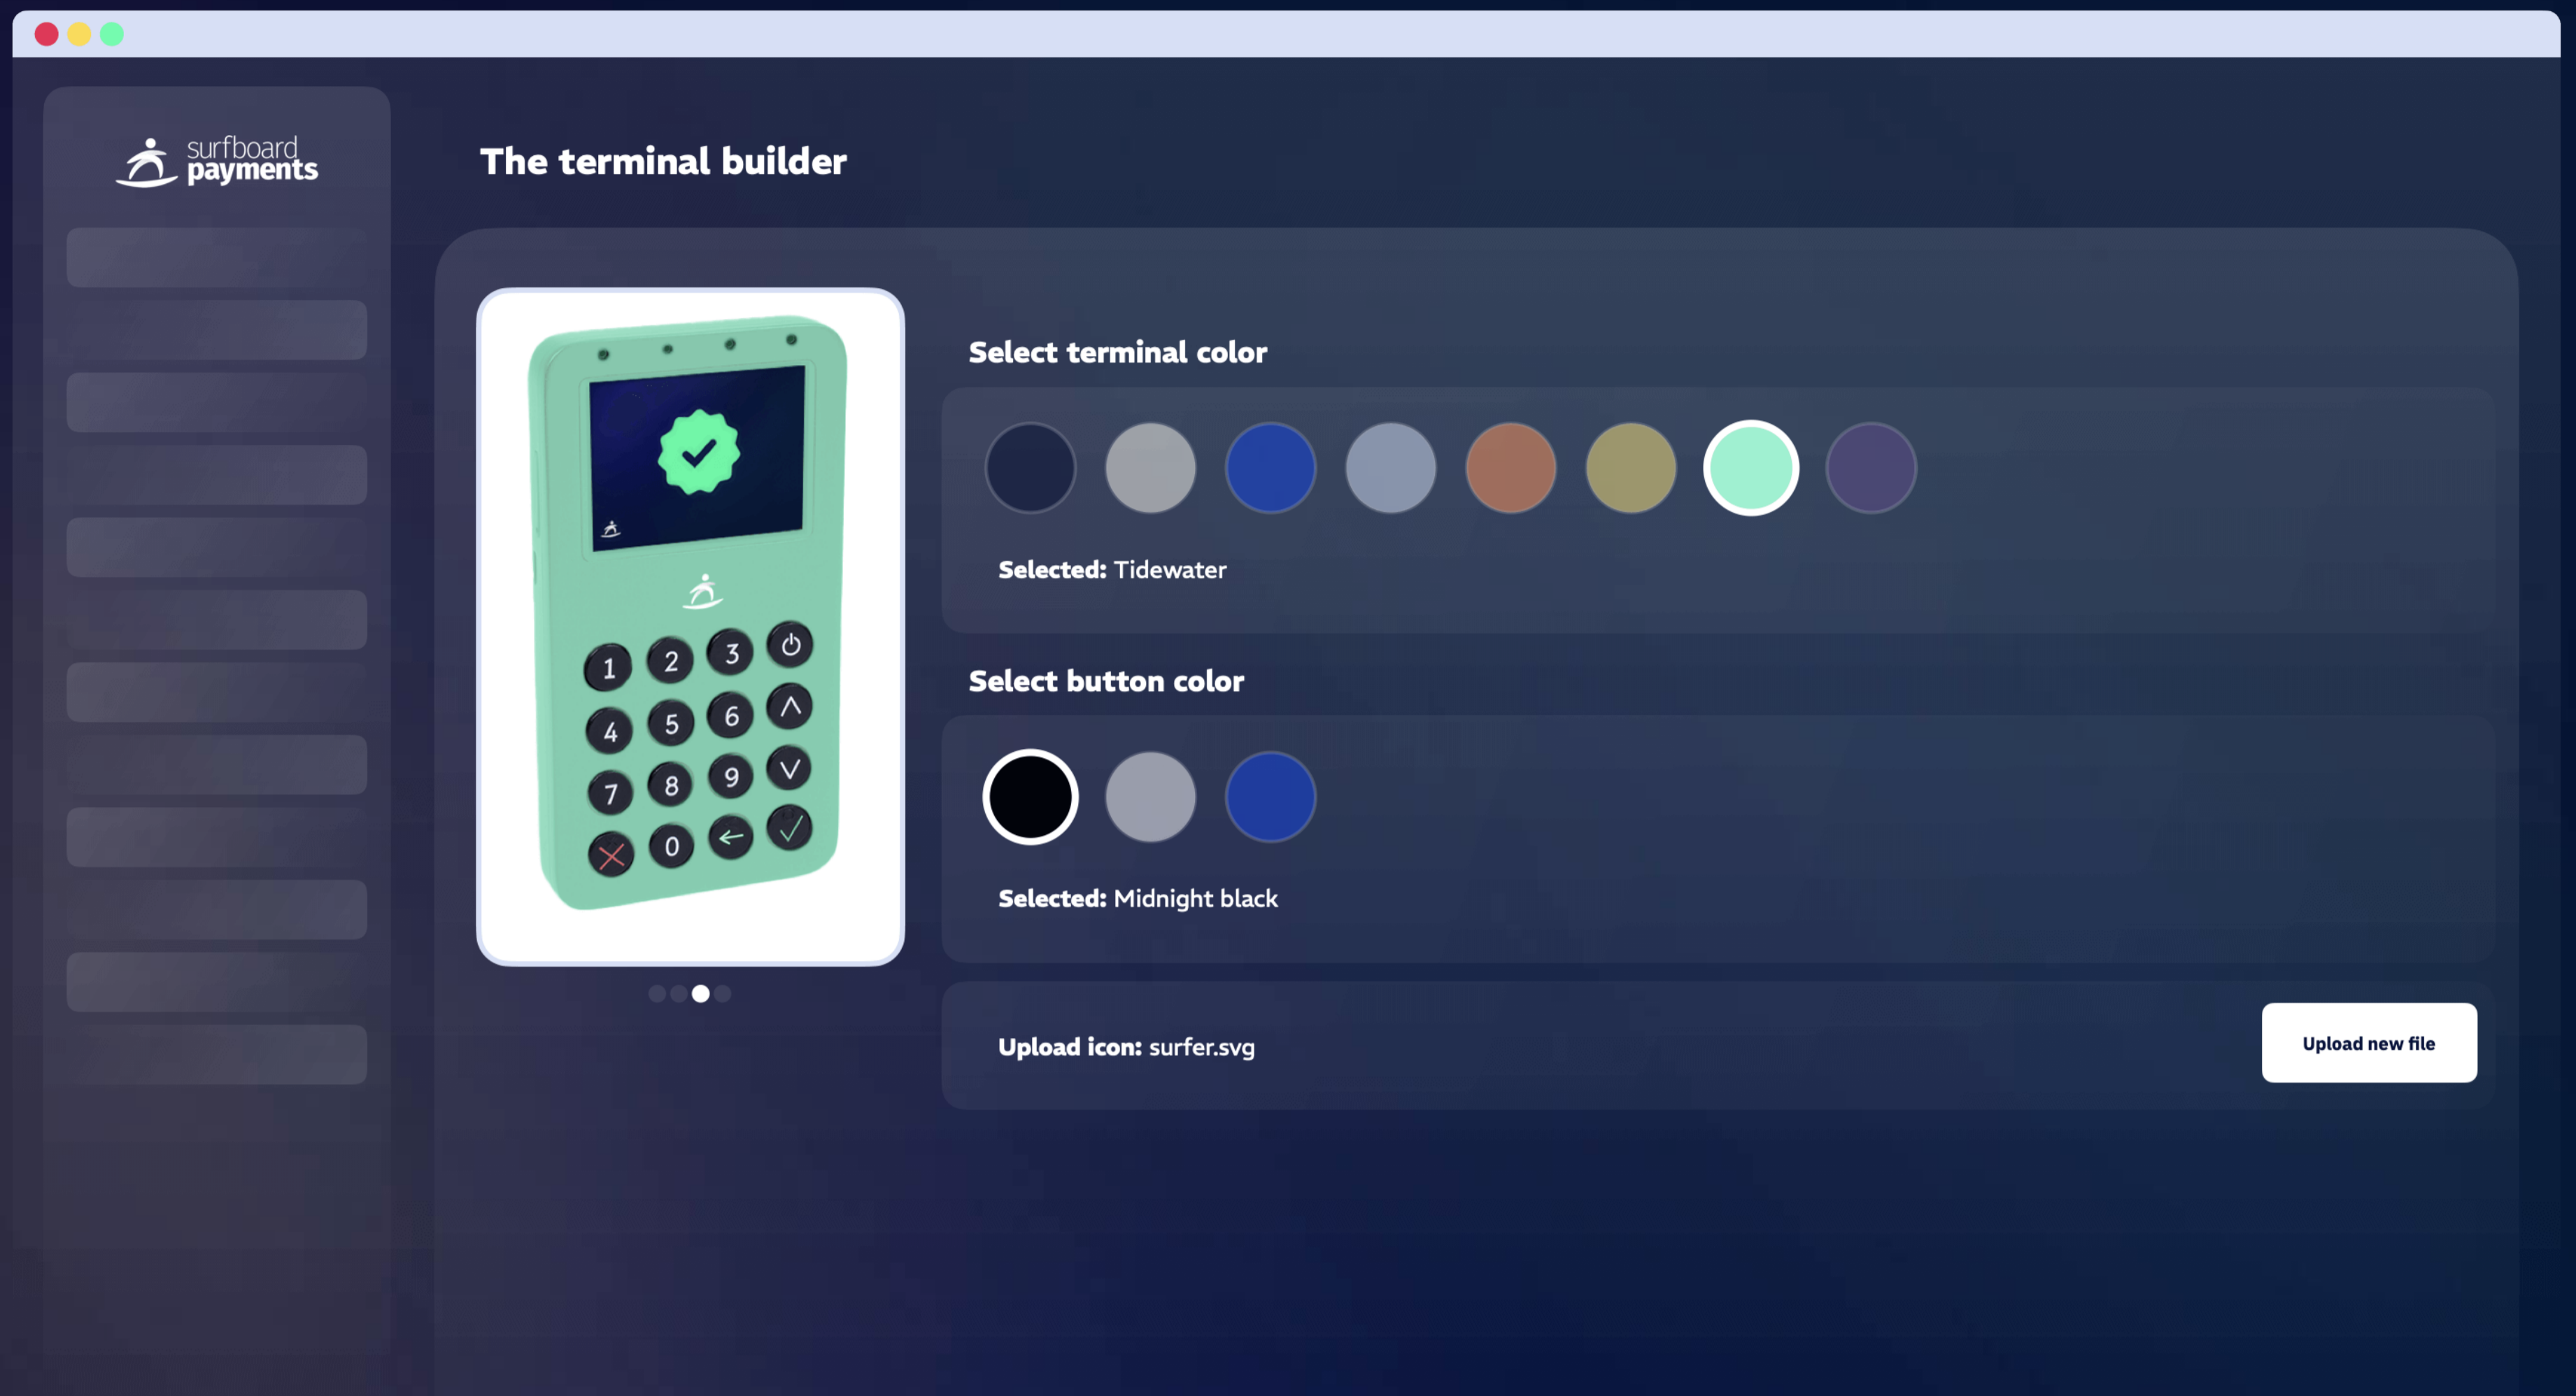 surfboard
payments
The terminal builder
Select terminal color
Selected: Tidewater
1 2 3
4 5 6
7 8 9
0
Select button color
Selected: Midnight black
Upload icon: surfer.svg
Upload new file